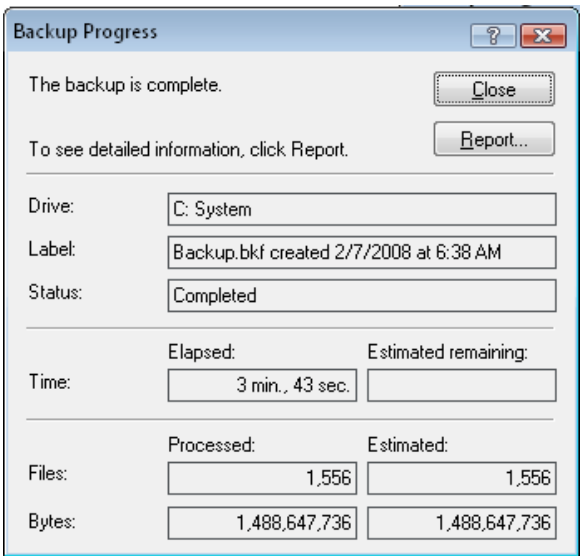 Backup Progress
The backup is complete.
Close
To see detailed information, click Report.
Report...
Drive: C: System
Label: Backup.bkf created 2/7/2008 at 6:38 AM
Status: Completed
Elapsed: Estimated remaining:
Time: 3 min., 43 sec.
Processed: Estimated:
Files: 1,556 1,556
Bytes: 1,488,647,736 1,488,647,736